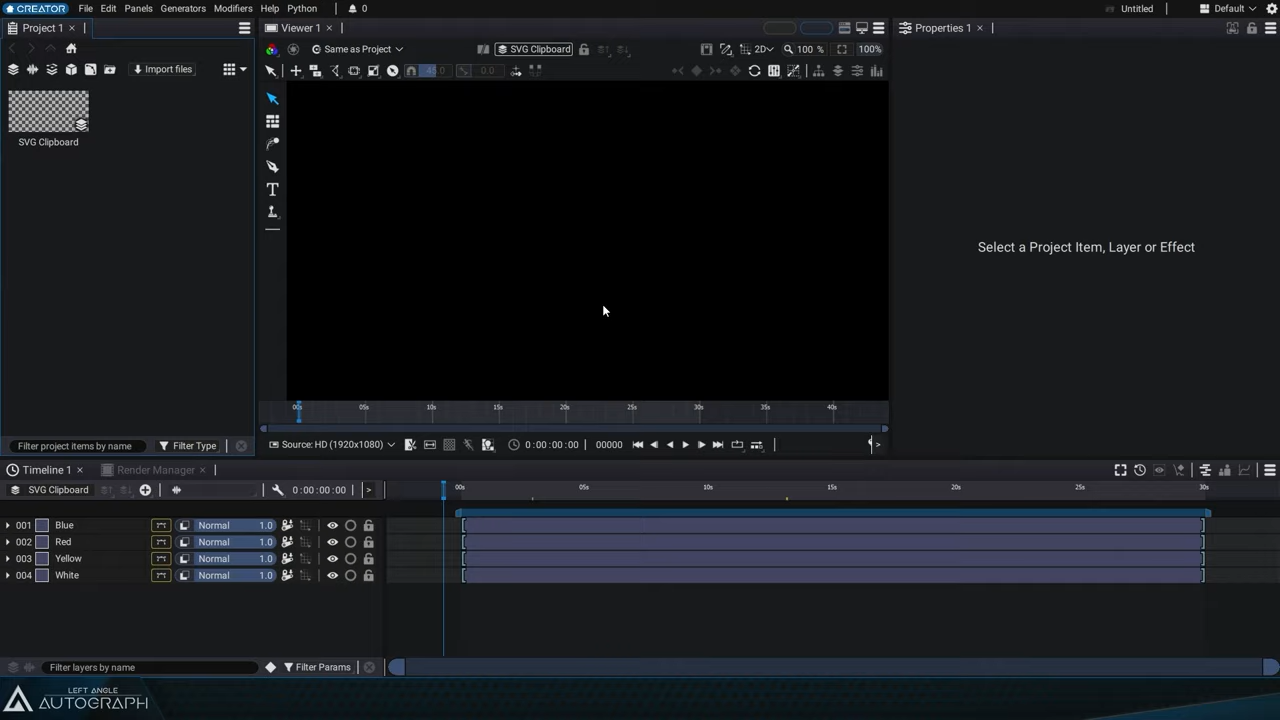 CREATOR File Edit Panels Generators Modifiers Help Python 0 Untitled Default
Project 1 Viewer 1 Properties 1
Same as Project SVG Clipboard 2D 100 % 100%
Import files
SVG Clipboard
Select a Project Item, Layer or Effect
00s 05s 10s 15s 20s 25s 30s 35s 40s
Filter project items by name Filter Type Source: HD (1920x1080) 0:00:00:00 00000
Timeline 1 Render Manager
SVG Clipboard 0:00:00:00 00s 05s 10s 15s 20s 25s 30s
001 Blue Normal 1.0
002 Red Normal 1.0
003 Yellow Normal 1.0
004 White Normal 1.0
Filter layers by name Filter Params
LEFT ANGLE
AUTOGRAPH